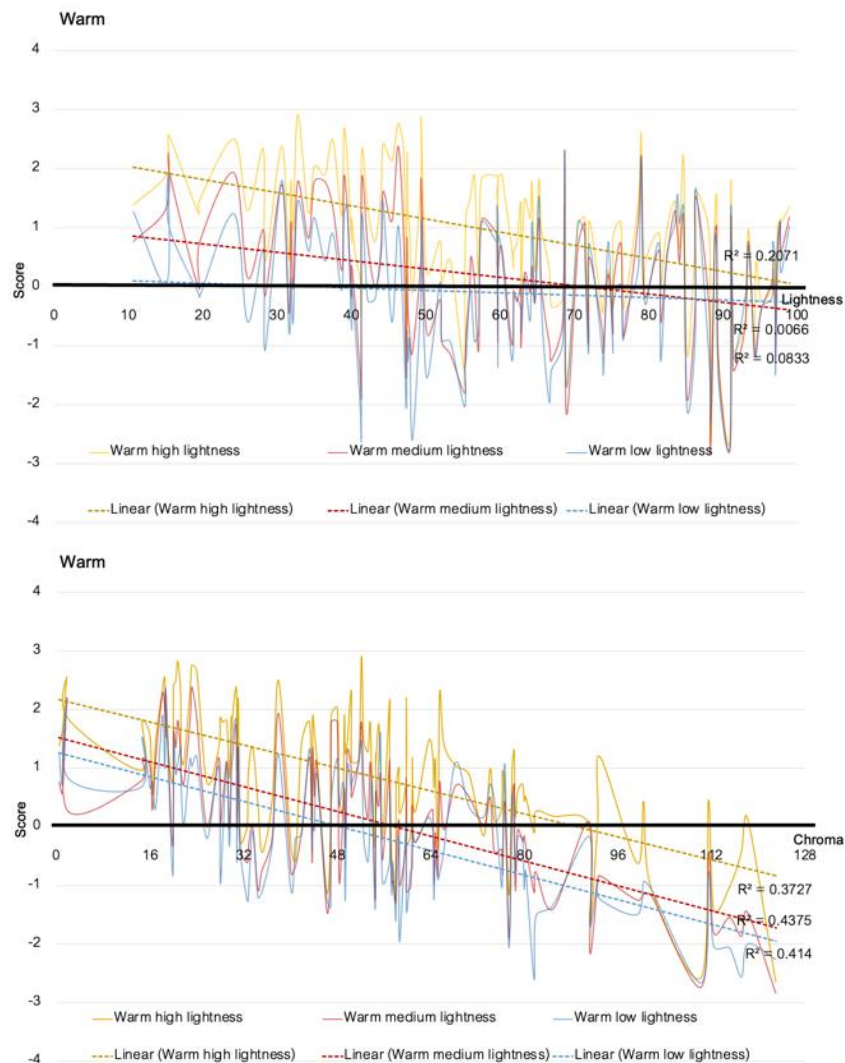 Warm
4
3
2
1
0
-1
-2
-3
-4
Score
Lightness
0 10 20 30 40 50 60 70 80 90 100
R² = 0.2071
R² = 0.0066
R² = 0.0833
Warm high lightness Warm medium lightness Warm low lightness
Linear (Warm high lightness) Linear (Warm medium lightness) Linear (Warm low lightness)
Warm
4
3
2
1
0
-1
-2
-3
-4
Score
Chroma
0 16 32 48 64 80 96 112 128
R² = 0.3727
R² = 0.4375
R² = 0.414
Warm high lightness Warm medium lightness Warm low lightness
Linear (Warm high lightness) Linear (Warm medium lightness) Linear (Warm low lightness)